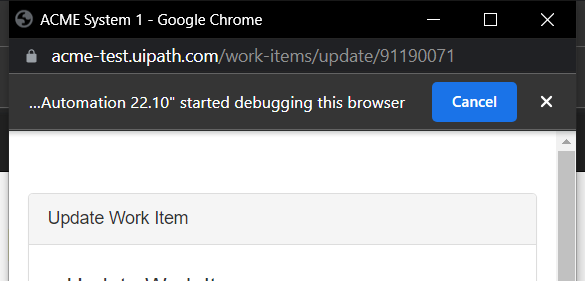 ACME System 1 - Google Chrome
acme-test.uipath.com/work-items/update/91190071
...Automation 22.10" started debugging this browser
Cancel
Update Work Item